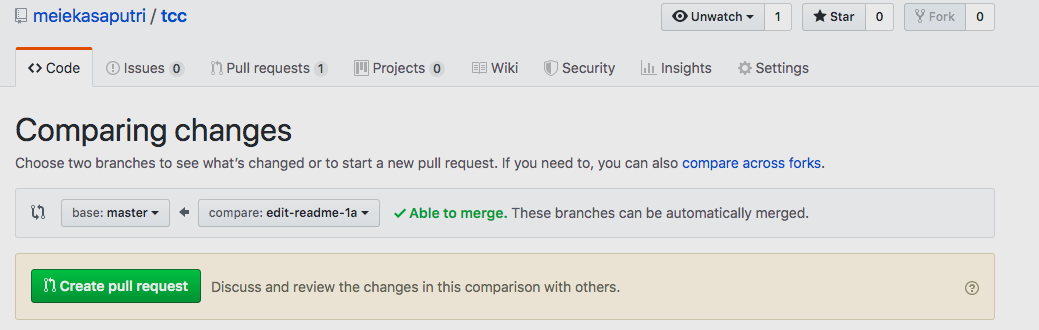 meiekasaputri / tcc Unwatch 1 Star 0 Fork 0
Code Issues 0 Pull requests 1 Projects 0 Wiki Security Insights Settings
Comparing changes
Choose two branches to see what's changed or to start a new pull request. If you need to, you can also compare across forks.
base: master compare: edit-readme-1a Able to merge. These branches can be automatically merged.
Create pull request Discuss and review the changes in this comparison with others.